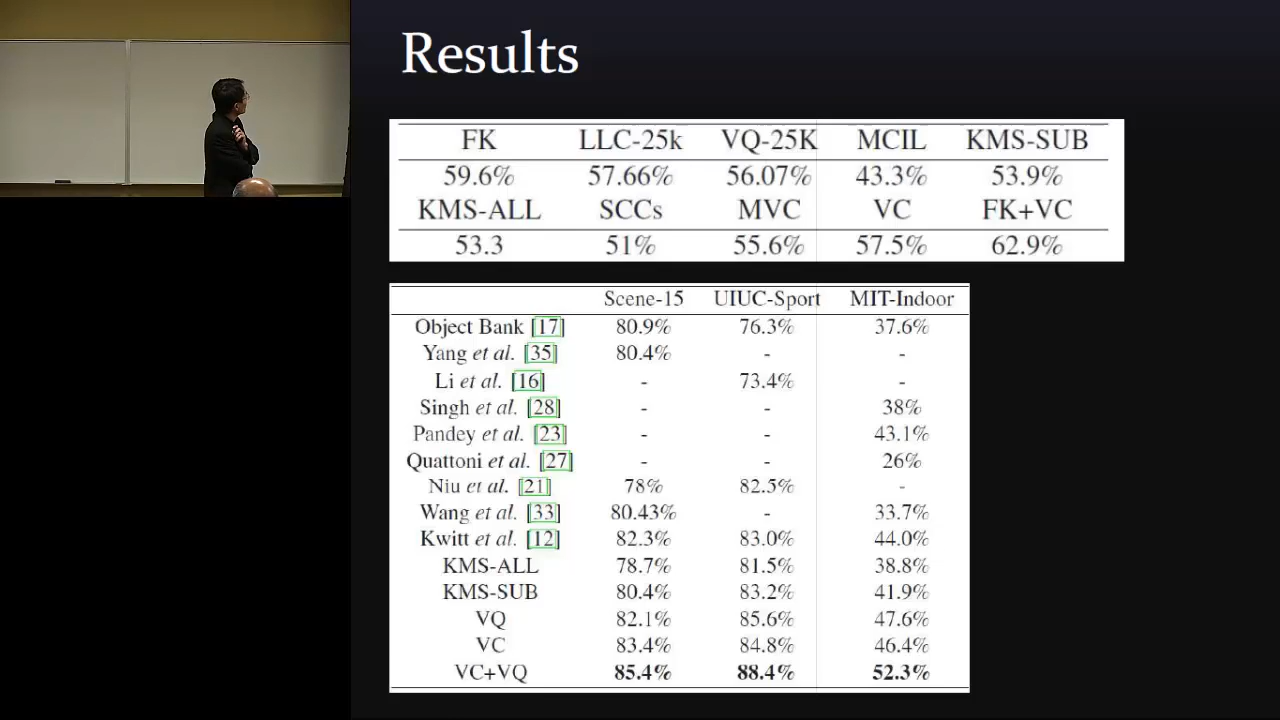 Results
FK LLC-25k VQ-25K MCIL KMS-SUB
59.6% 57.66% 56.07% 43.3% 53.9%
KMS-ALL SCCs MVC VC FK+VC
53.3 51% 55.6% 57.5% 62.9%
Scene-15 UIUC-Sport MIT-Indoor
Object Bank [17] 80.9% 76.3% 37.6%
Yang et al. [35] 80.4% - -
Li et al. [16] - 73.4% -
Singh et al. [28] - - 38%
Pandey et al. [23] - - 43.1%
Quattoni et al. [27] - - 26%
Niu et al. [21] 78% 82.5% -
Wang et al. [33] 80.43% - 33.7%
Kwitt et al. [12] 82.3% 83.0% 44.0%
KMS-ALL 78.7% 81.5% 38.8%
KMS-SUB 80.4% 83.2% 41.9%
VQ 82.1% 85.6% 47.6%
VC 83.4% 84.8% 46.4%
VC+VQ 85.4% 88.4% 52.3%